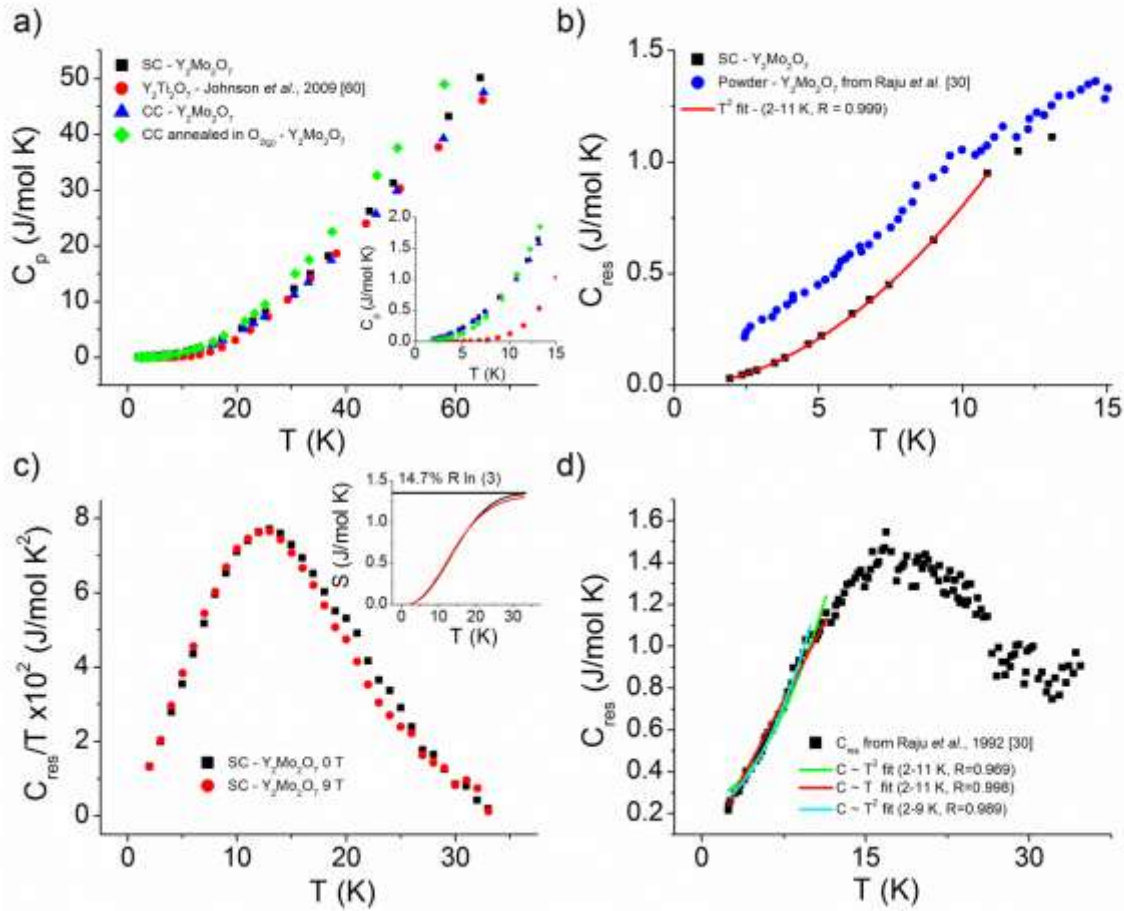 a)
C_p (J/mol K)
50
40
30
20
10
0
SC - Y₂Mo₂O₇
Y₂Ti₂O₇ - Johnson et al., 2009 [60]
CC - Y₂Mo₂O₇
CC annealed in O₂₍g₎ - Y₂Mo₂O₇
C_p (J/mol K)
2.0
1.5
1.0
0.5
0.0
0 5 10 15
T (K)
0 20 40 60
T (K)
b)
C_res (J/mol K)
1.5
1.0
0.5
0.0
SC - Y₂Mo₂O₇
Powder - Y₂Mo₂O₇ from Raju et al. [30]
T² fit - (2-11 K, R = 0.999)
0 5 10 15
T (K)
c)
C_res/T x10² (J/mol K²)
8
6
4
2
0
S (J/mol K)
1.5
1.0
0.5
0.0
14.7% R ln (3)
0 10 20 30
T (K)
SC - Y₂Mo₂O₇ 0 T
SC - Y₂Mo₂O₇ 9 T
0 10 20 30
T (K)
d)
C_res (J/mol K)
1.6
1.4
1.2
1.0
0.8
0.6
0.4
0.2
C_res from Raju et al., 1992 [30]
C ~ T² fit (2-11 K, R=0.969)
C ~ T fit (2-11 K, R=0.998)
C ~ T² fit (2-9 K, R=0.989)
0 15 30
T (K)